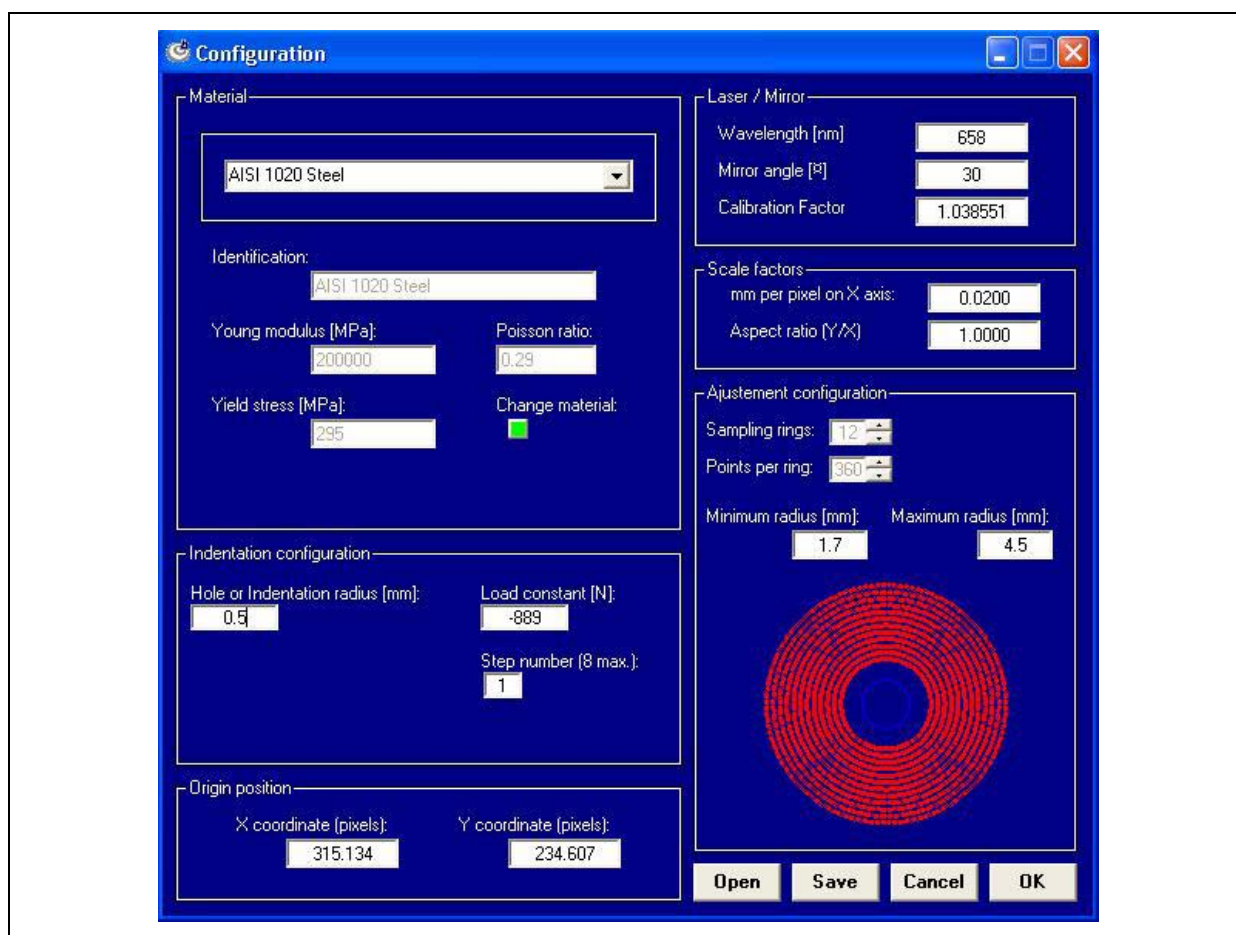 Configuration
Material
AISI 1020 Steel
Identification:
AISI 1020 Steel
Young modulus [MPa]: Poisson ratio:
200000 0.29
Yield stress [MPa]: Change material:
295
Indentation configuration
Hole or Indentation radius [mm]: Load constant [N]:
0.5 -889
Step number (8 max.):
1
Origin position
X coordinate (pixels): Y coordinate (pixels):
315.134 234.607
Laser / Mirror
Wavelength [nm] 658
Mirror angle [¤] 30
Calibration Factor 1.038551
Scale factors
mm per pixel on X axis: 0.0200
Aspect ratio (Y/X) 1.0000
Ajustement configuration
Sampling rings: 12
Points per ring: 360
Minimum radius [mm]: Maximum radius [mm]:
1.7 4.5
Open Save Cancel OK